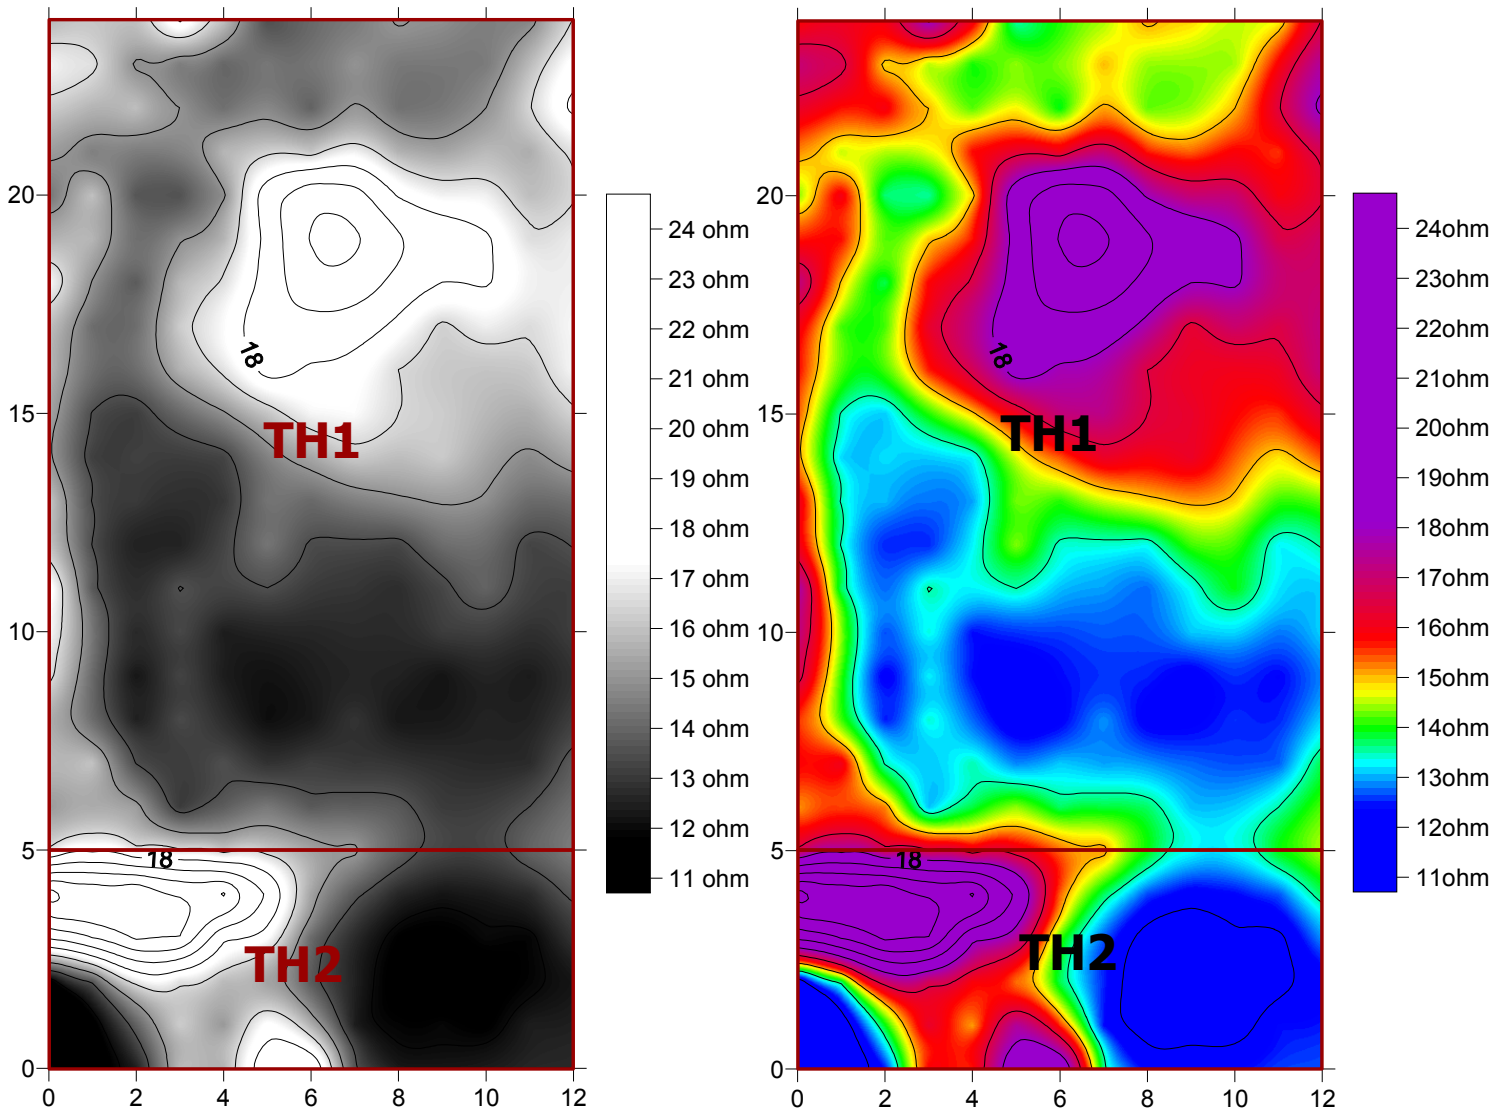 20
15
10
5
0
0 2 4 6 8 10 12
18
TH1
18
TH2
24 ohm
23 ohm
22 ohm
21 ohm
20 ohm
19 ohm
18 ohm
17 ohm
16 ohm
15 ohm
14 ohm
13 ohm
12 ohm
11 ohm
20
15
10
5
0
0 2 4 6 8 10 12
18
TH1
18
TH2
24ohm
23ohm
22ohm
21ohm
20ohm
19ohm
18ohm
17ohm
16ohm
15ohm
14ohm
13ohm
12ohm
11ohm